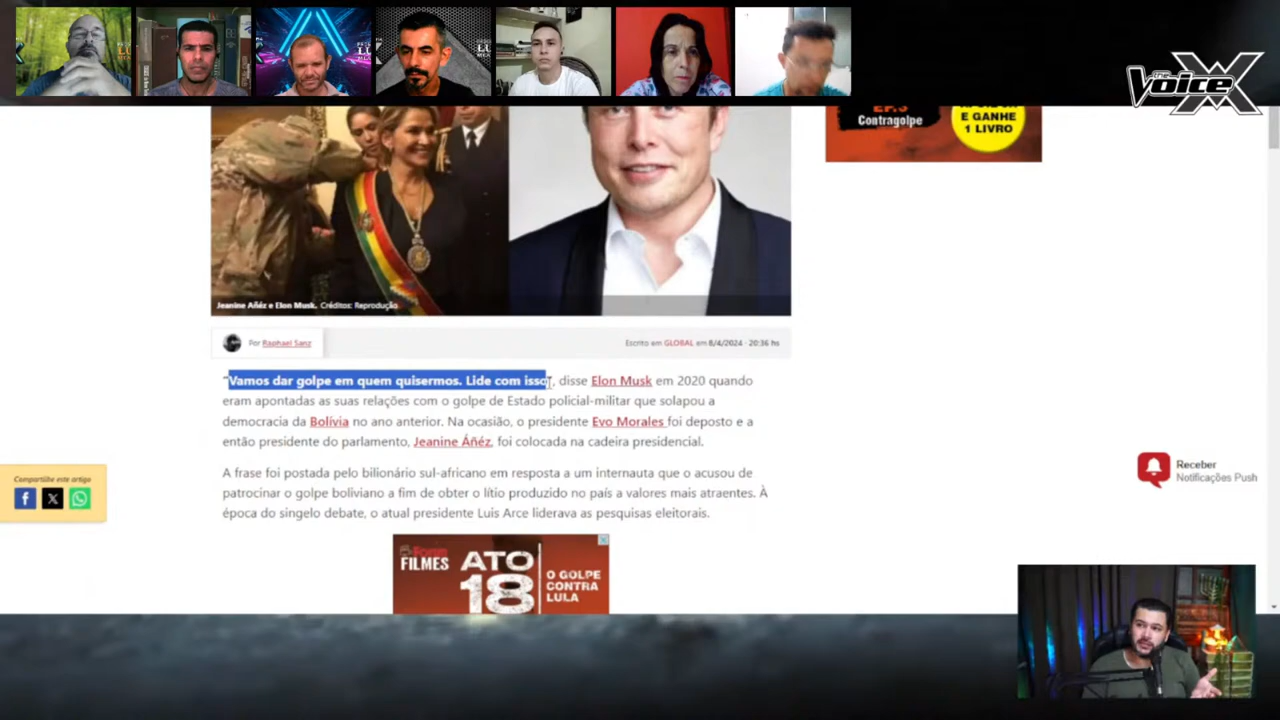 the
Voice X
EP.3
Contragolpe
E GANHE
1 LIVRO
Jeanine Añéz e Elon Musk. Créditos: Reprodução
Por Raphael Sanz
Escrito em GLOBAL em 8/4/2024 · 20:36 hs
“Vamos dar golpe em quem quisermos. Lide com isso”, disse Elon Musk em 2020 quando
eram apontadas as suas relações com o golpe de Estado policial-militar que solapou a
democracia da Bolívia no ano anterior. Na ocasião, o presidente Evo Morales foi deposto e a
então presidente do parlamento, Jeanine Áñéz, foi colocada na cadeira presidencial.
A frase foi postada pelo bilionário sul-africano em resposta a um internauta que o acusou de
patrocinar o golpe boliviano a fim de obter o lítio produzido no país a valores mais atraentes. À
época do singelo debate, o atual presidente Luis Arce liderava as pesquisas eleitorais.
Compartilhe este artigo
Receber
Notificações Push
Forum
FILMES
ATO
18
O GOLPE
CONTRA
LULA